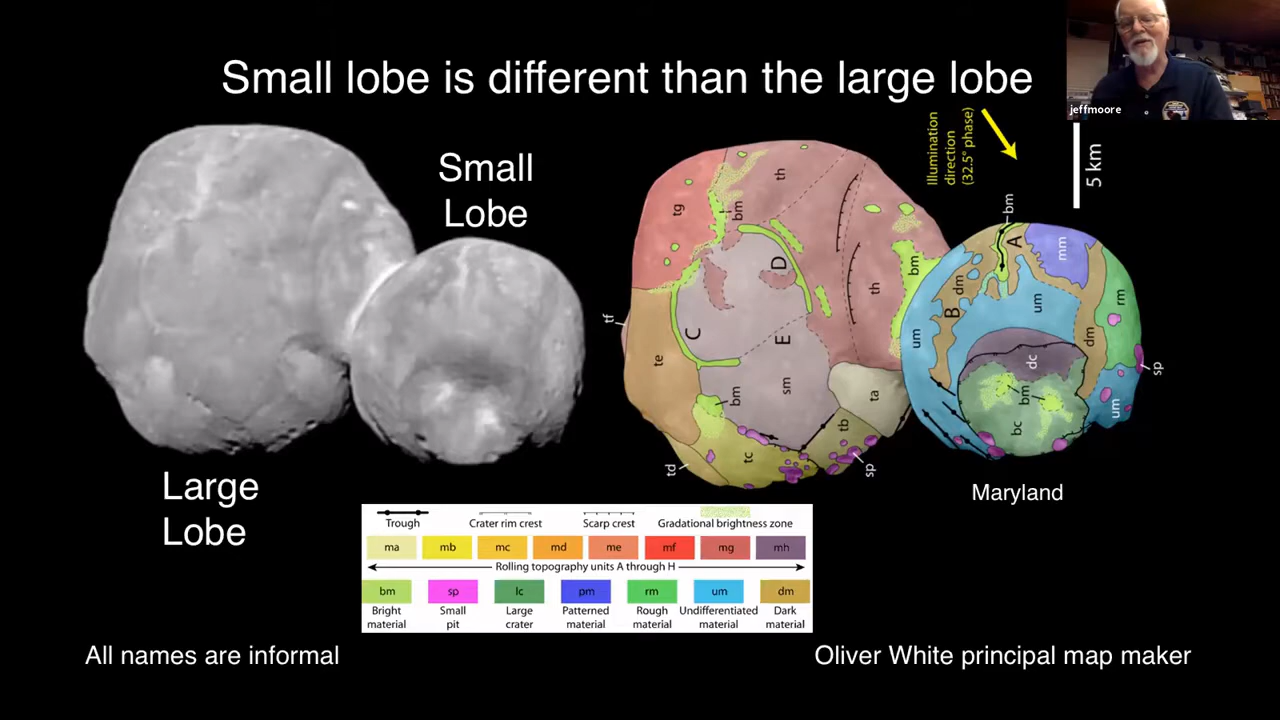 Small lobe is different than the large lobe
jeffmoore
Small
Lobe
Large
Lobe
Illumination
direction
(32.5° phase)
5 km
tg
th
bm
D
th
bm
tf
te
C
E
sm
bm
ta
tb
tc
td
sp
bm
A
mm
dm
B
um
um
rm
dm
dc
bm
bc
sp
um
Maryland
Trough
Crater rim crest
Scarp crest
Gradational brightness zone
ma mb mc md me mf mg mh
Rolling topography units A through H
bm sp lc pm rm um dm
Bright Small Large Patterned Rough Undifferentiated Dark
material pit crater material material material material
All names are informal
Oliver White principal map maker